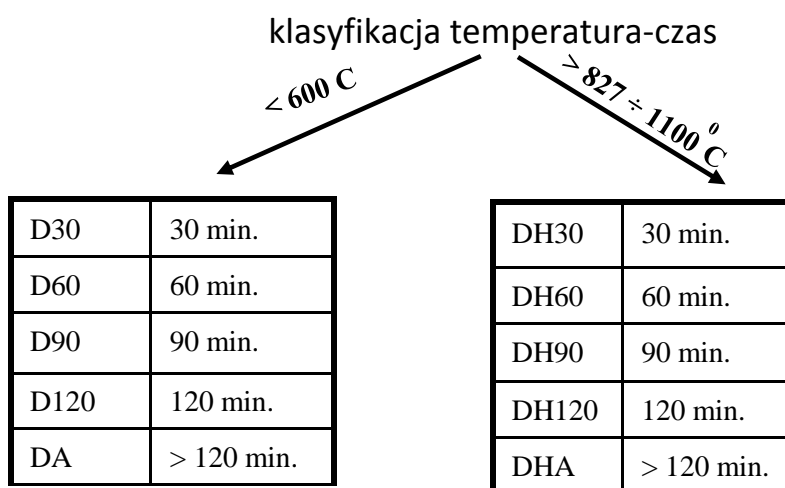 klasyfikacja temperatura-czas
< 600 C
> 827 ÷ 1100 ⁰C
D30 30 min.
D60 60 min.
D90 90 min.
D120 120 min.
DA > 120 min.
DH30 30 min.
DH60 60 min.
DH90 90 min.
DH120 120 min.
DHA > 120 min.